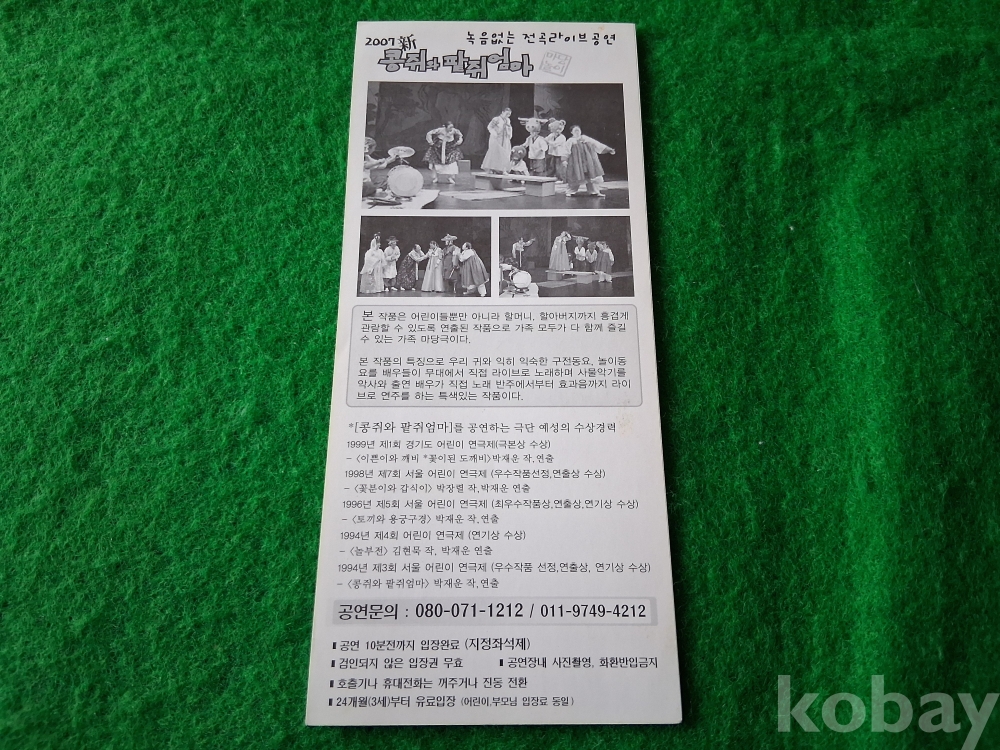 녹음없는 전곡라이브공연
2007 新
콩쥐와 팥쥐엄마
마당놀이
본 작품은 어린이들뿐만 아니라 할머니, 할아버지까지 흥겹게
관람할 수 있도록 연출된 작품으로 가족 모두가 다 함께 즐길
수 있는 가족 마당극이다.
본 작품의 특징으로 우리 귀와 익히 익숙한 구전동요, 놀이동
요를 배우들이 무대에서 직접 라이브로 노래하며 사물악기를
악사와 출연 배우가 직접 노래 반주에서부터 효과음까지 라이
브로 연주를 하는 특색있는 작품이다.
*[콩쥐와 팥쥐엄마]를 공연하는 극단 예성의 수상경력
1999년 제1회 경기도 어린이 연극제(극본상 수상)
- <이쁜이와 깨비 *꽃이된 도깨비>박재운 작,연출
1998년 제7회 서울 어린이 연극제 (우수작품선정,연출상 수상)
- <꽃분이와 감식이> 박장렬 작,박재운 연출
1996년 제5회 서울 어린이 연극제 (최우수작품상,연출상,연기상 수상)
- <토끼와 용궁구경> 박재운 작,연출
1994년 제4회 어린이 연극제 (연기상 수상)
- <놀부전> 김현묵 작, 박재운 연출
1994년 제3회 서울 어린이 연극제 (우수작품 선정,연출상, 연기상 수상)
- <콩쥐와 팥쥐엄마> 박재운 작,연출
공연문의 : 080-071-1212 / 011-9749-4212
■ 공연 10분전까지 입장완료 (지정좌석제)
■ 검인되지 않은 입장권 무효 ■ 공연장내 사진촬영, 화환반입금지
■ 호출기나 휴대전화는 꺼주거나 진동 전환
■ 24개월(3세)부터 유료입장 (어린이,부모님 입장료 동일)
kobay